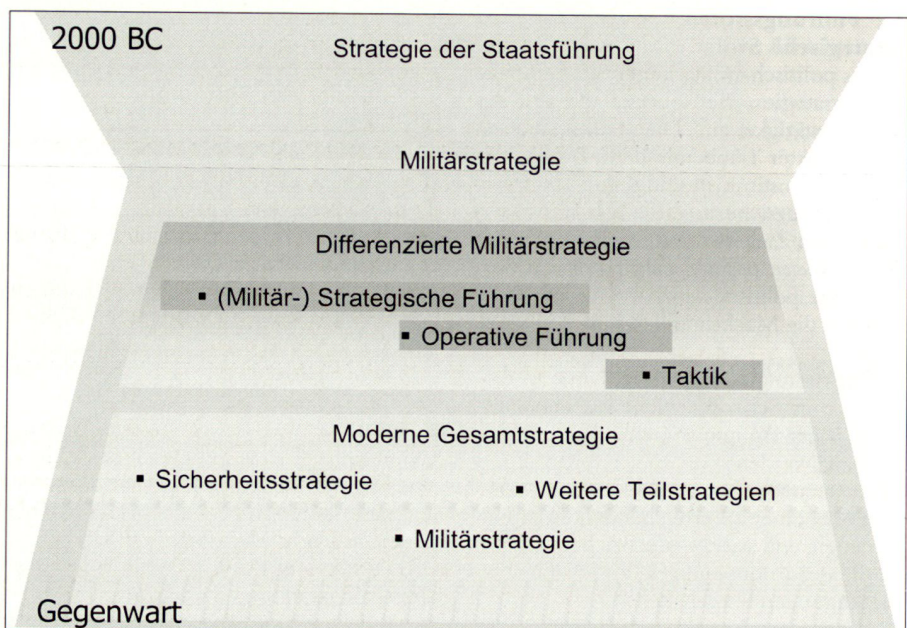 2000 BC
Strategie der Staatsführung
Militärstrategie
Differenzierte Militärstrategie
▪ (Militär-) Strategische Führung
▪ Operative Führung
▪ Taktik
Moderne Gesamtstrategie
▪ Sicherheitsstrategie
▪ Weitere Teilstrategien
▪ Militärstrategie
Gegenwart